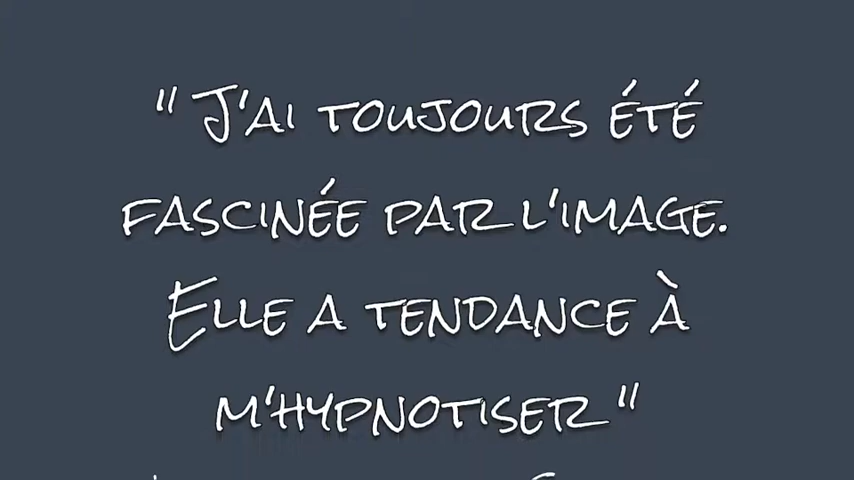 " J'ai toujours été
fascinée par l'image.
Elle a tendance à
m'hypnotiser "